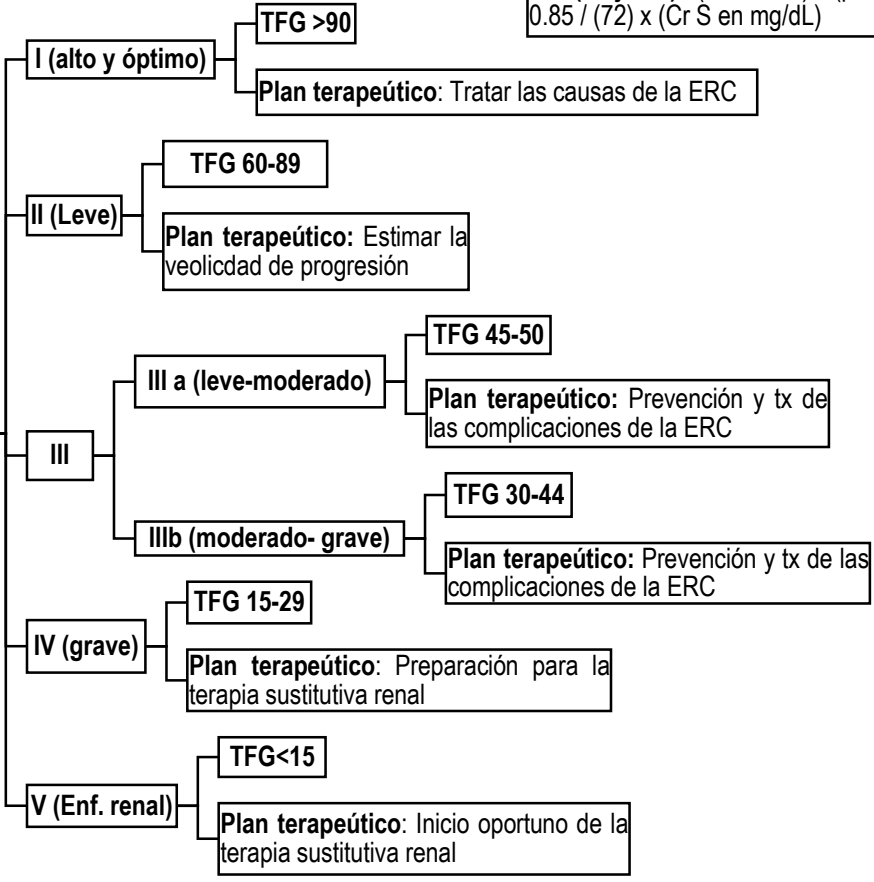 0.85 / (72) x (Cr S en mg/dL)
TFG >90
I (alto y óptimo)
Plan terapeútico: Tratar las causas de la ERC
TFG 60-89
II (Leve)
Plan terapeútico: Estimar la
veolicdad de progresión
TFG 45-50
III a (leve-moderado)
Plan terapeútico: Prevención y tx de
las complicaciones de la ERC
III
TFG 30-44
IIIb (moderado- grave)
Plan terapeútico: Prevención y tx de las
complicaciones de la ERC
TFG 15-29
IV (grave)
Plan terapeútico: Preparación para la
terapia sustitutiva renal
TFG<15
V (Enf. renal)
Plan terapeútico: Inicio oportuno de la
terapia sustitutiva renal